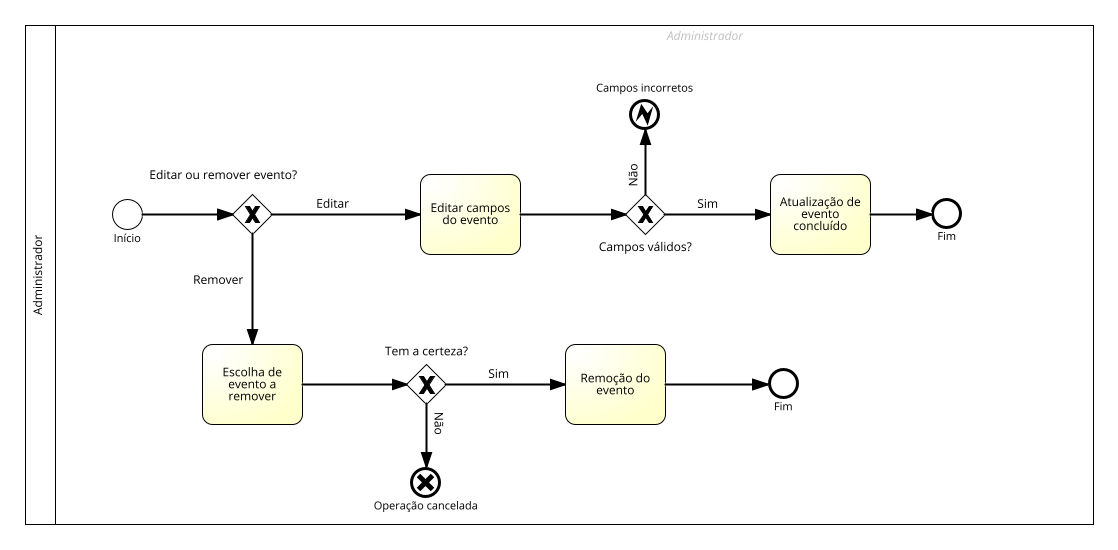 Administrador
Administrador
Campos incorretos
Não
Editar ou remover evento?
Editar
Início
Editar campos
do evento
Campos válidos?
Sim
Atualização de
evento
concluído
Fim
Remover
Escolha de
evento a
remover
Tem a certeza?
Sim
Não
Remoção do
evento
Fim
Operação cancelada